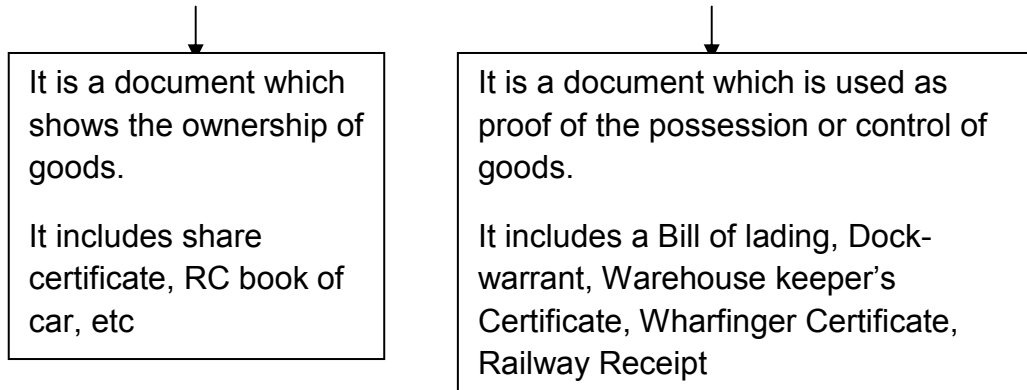 It is a document which
shows the ownership of
goods.
It includes share
certificate, RC book of
car, etc
It is a document which is used as
proof of the possession or control of
goods.
It includes a Bill of lading, Dock-
warrant, Warehouse keeper’s
Certificate, Wharfinger Certificate,
Railway Receipt